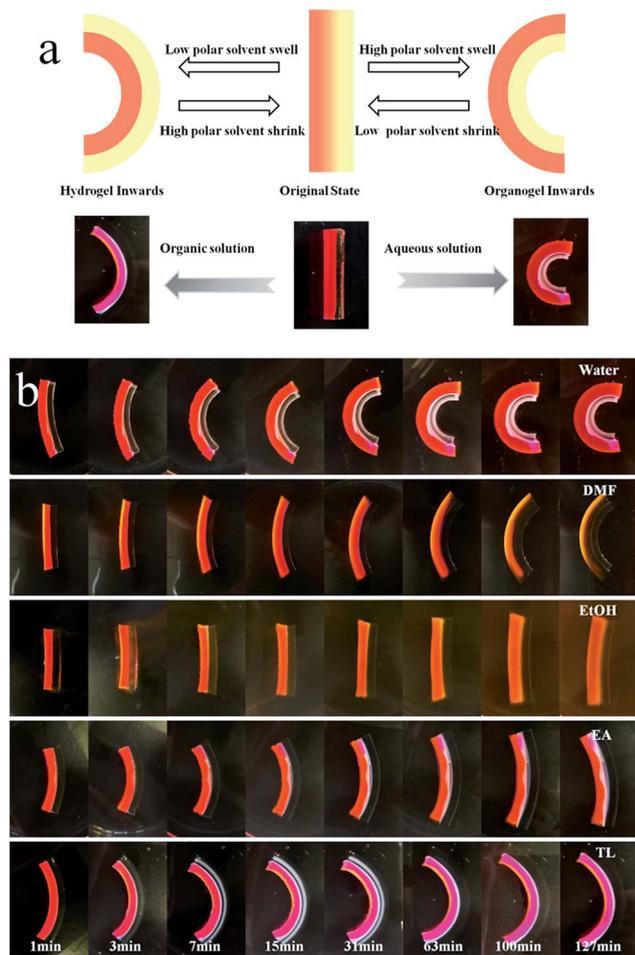 a
Low polar solvent swell
High polar solvent swell
High polar solvent shrink
Low polar solvent shrink
Hydrogel Inwards
Original State
Organogel Inwards
Organic solution
Aqueous solution
b
Water
DMF
EtOH
EA
TL
1min
3min
7min
15min
31min
63min
100min
127min